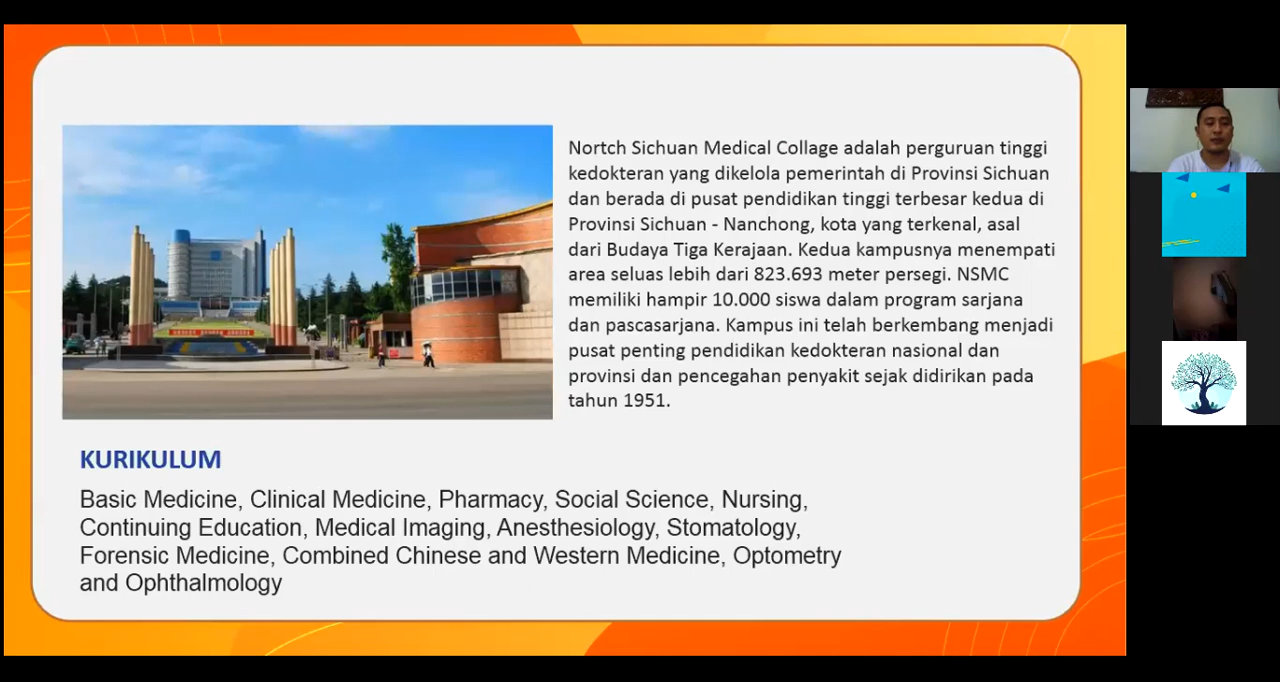 Nortch Sichuan Medical Collage adalah perguruan tinggi
kedokteran yang dikelola pemerintah di Provinsi Sichuan
dan berada di pusat pendidikan tinggi terbesar kedua di
Provinsi Sichuan - Nanchong, kota yang terkenal, asal
dari Budaya Tiga Kerajaan. Kedua kampusnya menempati
area seluas lebih dari 823.693 meter persegi. NSMC
memiliki hampir 10.000 siswa dalam program sarjana
dan pascasarjana. Kampus ini telah berkembang menjadi
pusat penting pendidikan kedokteran nasional dan
provinsi dan pencegahan penyakit sejak didirikan pada
tahun 1951.
KURIKULUM
Basic Medicine, Clinical Medicine, Pharmacy, Social Science, Nursing,
Continuing Education, Medical Imaging, Anesthesiology, Stomatology,
Forensic Medicine, Combined Chinese and Western Medicine, Optometry
and Ophthalmology